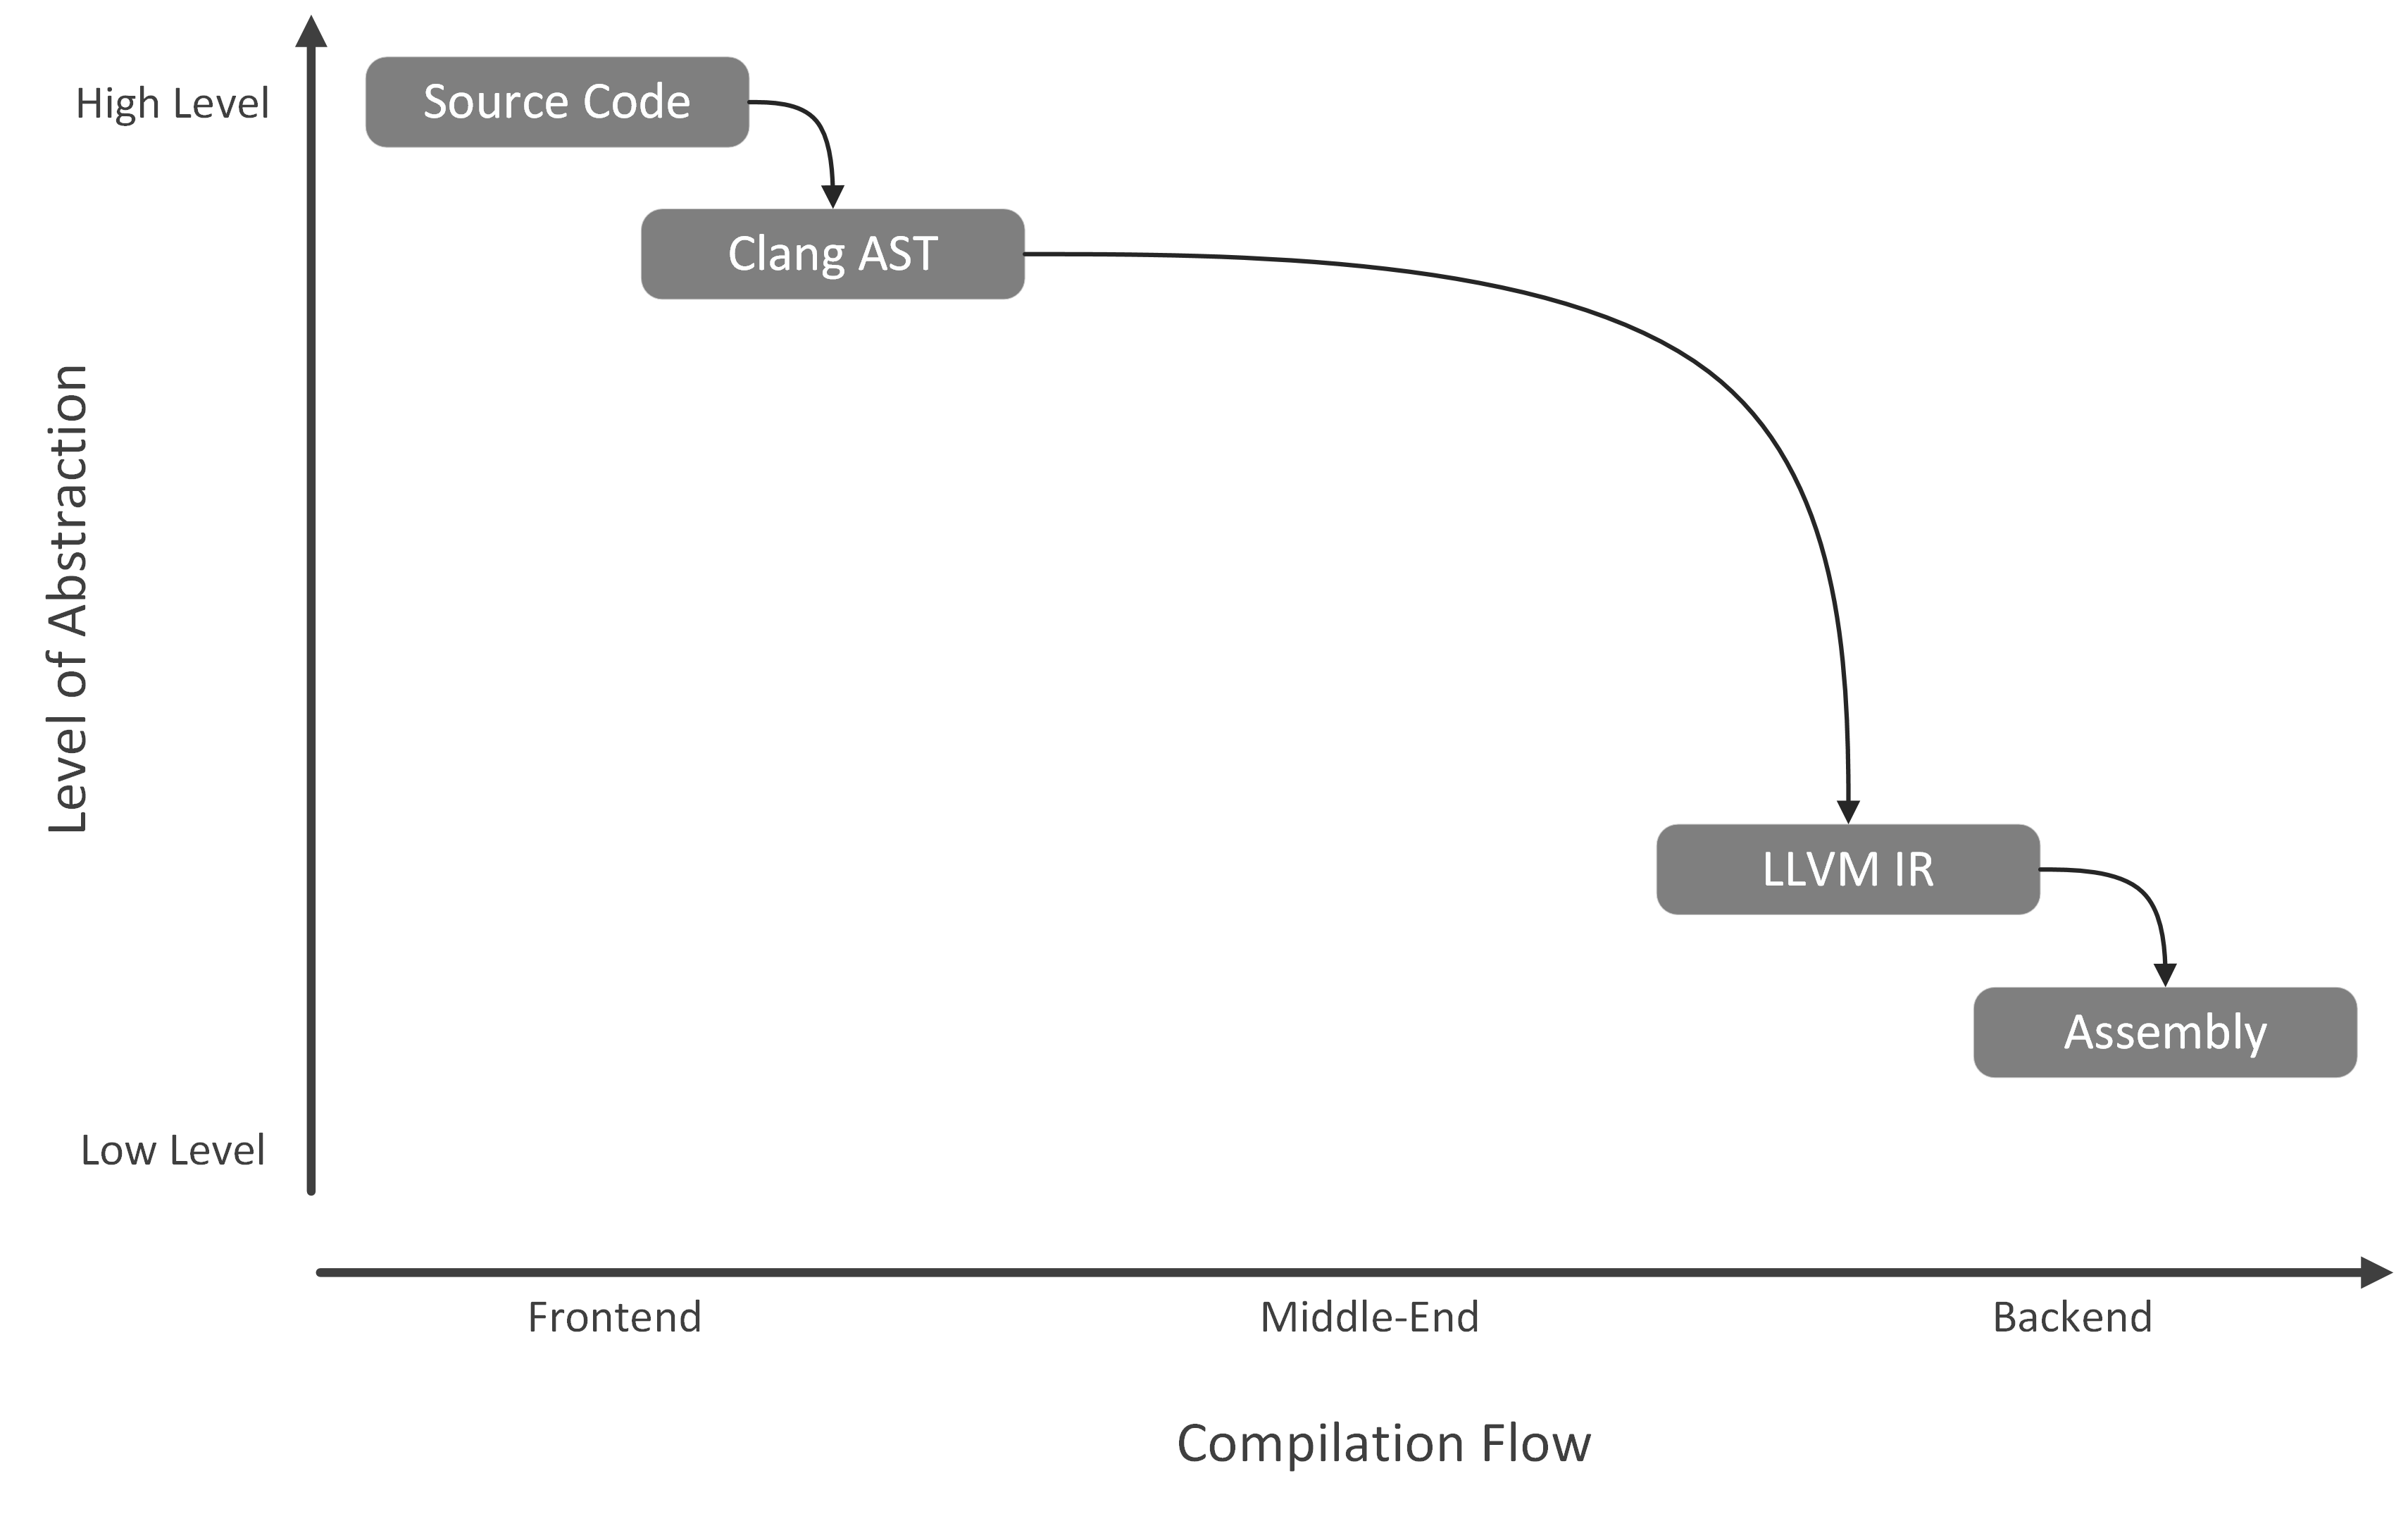 High Level
Source Code
Clang AST
Level of Abstraction
LLVM IR
Assembly
Low Level
Frontend
Middle-End
Backend
Compilation Flow